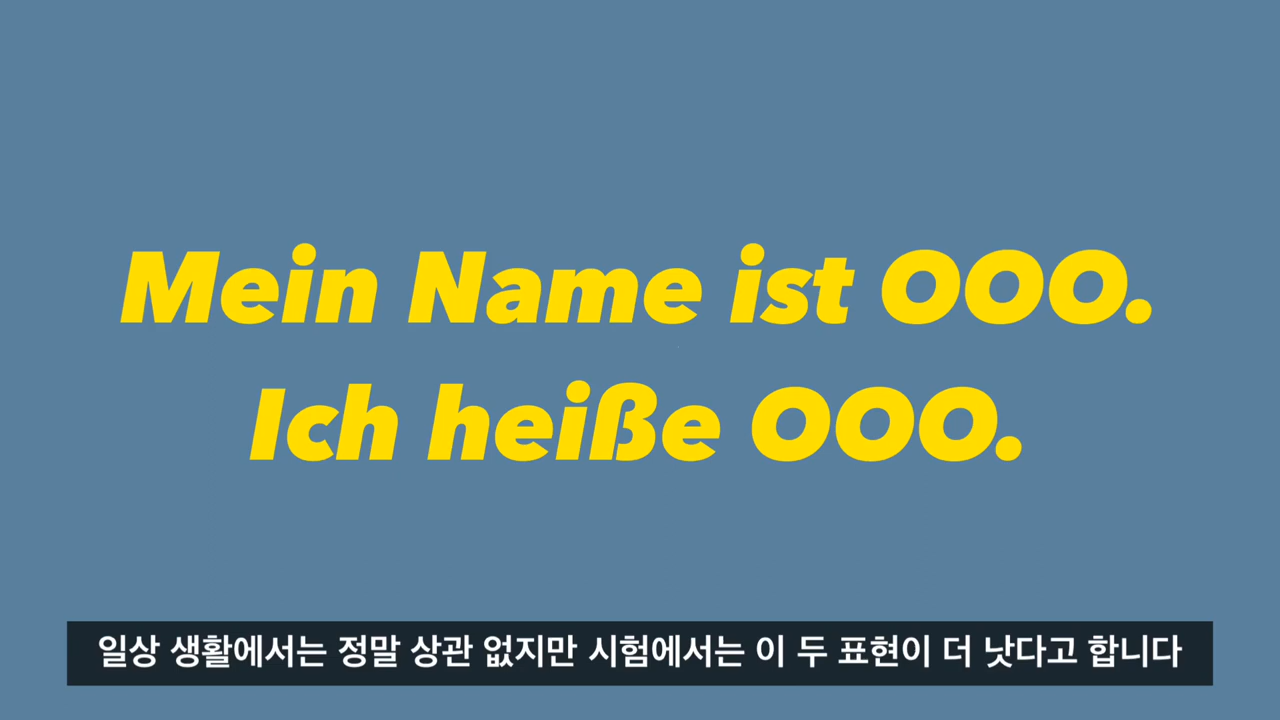 Mein Name ist OOO.
Ich heiße OOO.
일상 생활에서는 정말 상관 없지만 시험에서는 이 두 표현이 더 낫다고 합니다